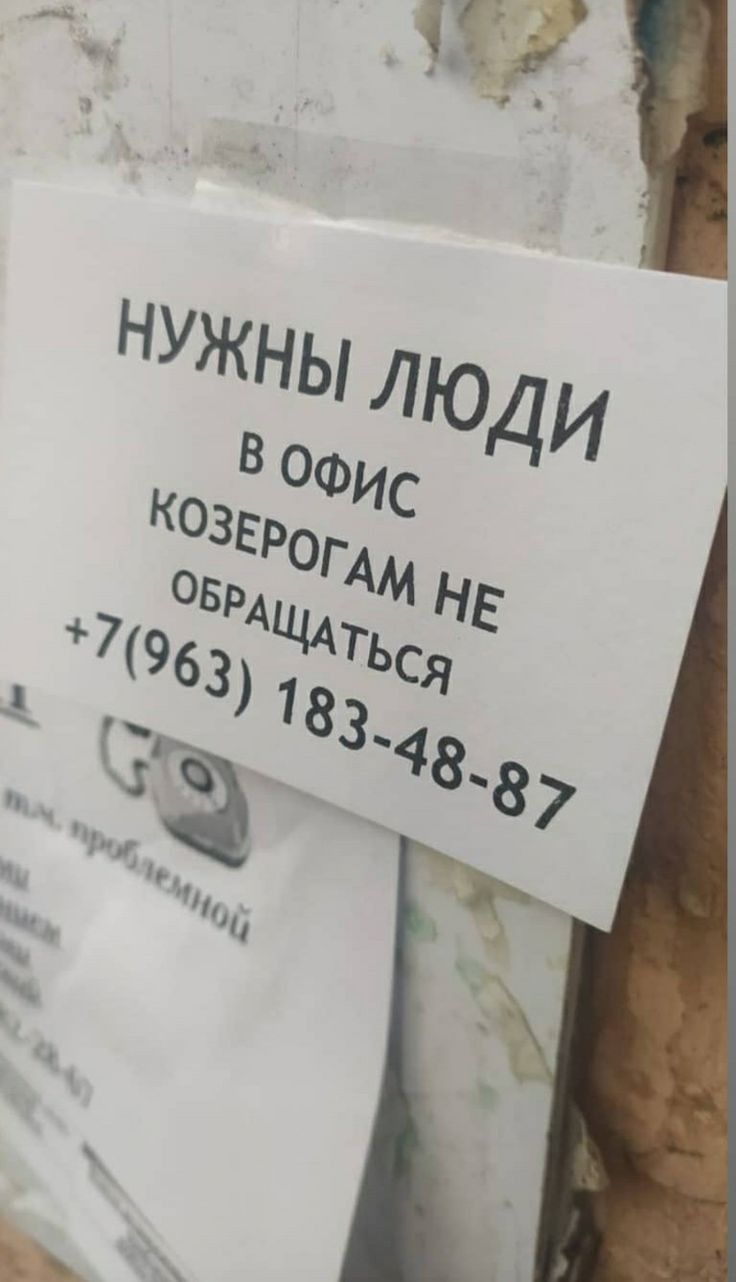 НУЖНЫ ЛЮДИ
В ОФИС
КОЗЕРОГАМ НЕ
ОБРАЩАТЬСЯ
+7(963) 183-48-87
проблемной